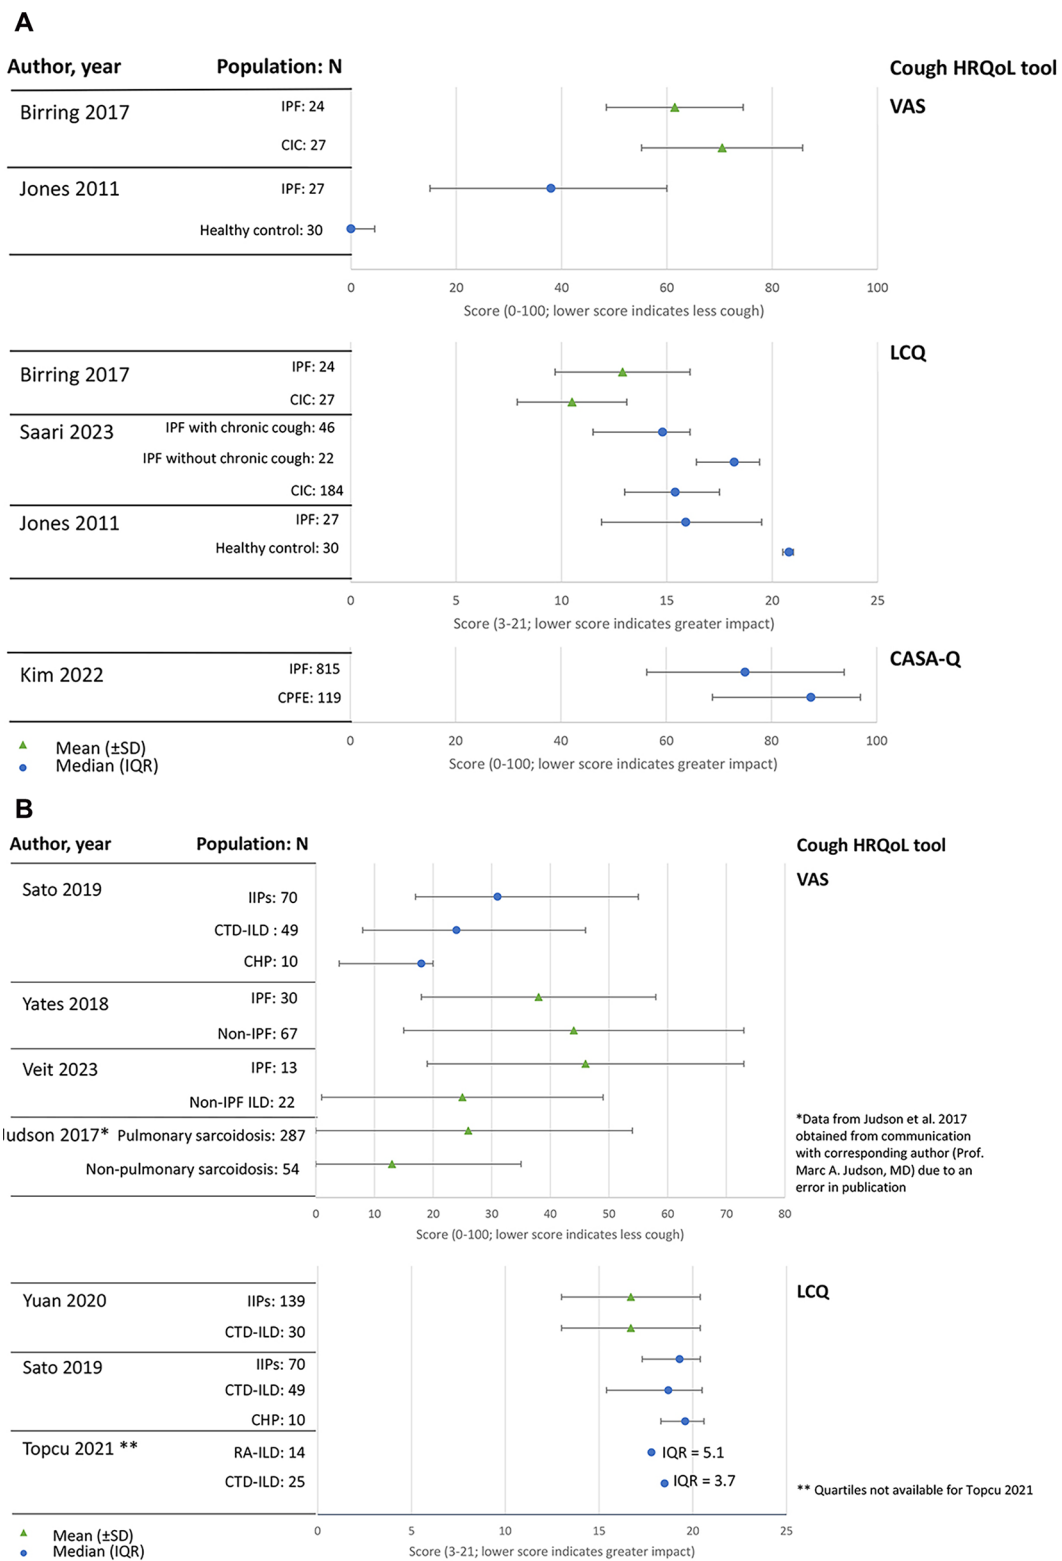 A
Author, year Population: N Cough HRQoL tool
Birring 2017 IPF: 24 VAS
CIC: 27
Jones 2011 IPF: 27
Healthy control: 30
0 20 40 60 80 100
Score (0-100; lower score indicates less cough)
LCQ
Birring 2017 IPF: 24
CIC: 27
Saari 2023 IPF with chronic cough: 46
IPF without chronic cough: 22
CIC: 184
Jones 2011 IPF: 27
Healthy control: 30
0 5 10 15 20 25
Score (3-21; lower score indicates greater impact)
Kim 2022 IPF: 815 CASA-Q
CPFE: 119
0 20 40 60 80 100
Mean (±SD)
Score (0-100; lower score indicates greater impact)
Median (IQR)
B
Author, year Population: N Cough HRQoL tool
Sato 2019 IIPs: 70 VAS
CTD-ILD : 49
CHP: 10
Yates 2018 IPF: 30
Non-IPF: 67
Veit 2023 IPF: 13
Non-IPF ILD: 22
Judson 2017* Pulmonary sarcoidosis: 287
Non-pulmonary sarcoidosis: 54
*Data from Judson et al. 2017
obtained from communication
with corresponding author (Prof.
Marc A. Judson, MD) due to an
error in publication
0 10 20 30 40 50 60 70 80
Score (0-100; lower score indicates less cough)
Yuan 2020 IIPs: 139 LCQ
CTD-ILD: 30
Sato 2019 IIPs: 70
CTD-ILD: 49
CHP: 10
Topcu 2021 ** RA-ILD: 14 IQR = 5.1
CTD-ILD: 25 IQR = 3.7
** Quartiles not available for Topcu 2021
0 5 10 15 20 25
Mean (±SD)
Median (IQR)
Score (3-21; lower score indicates greater impact)